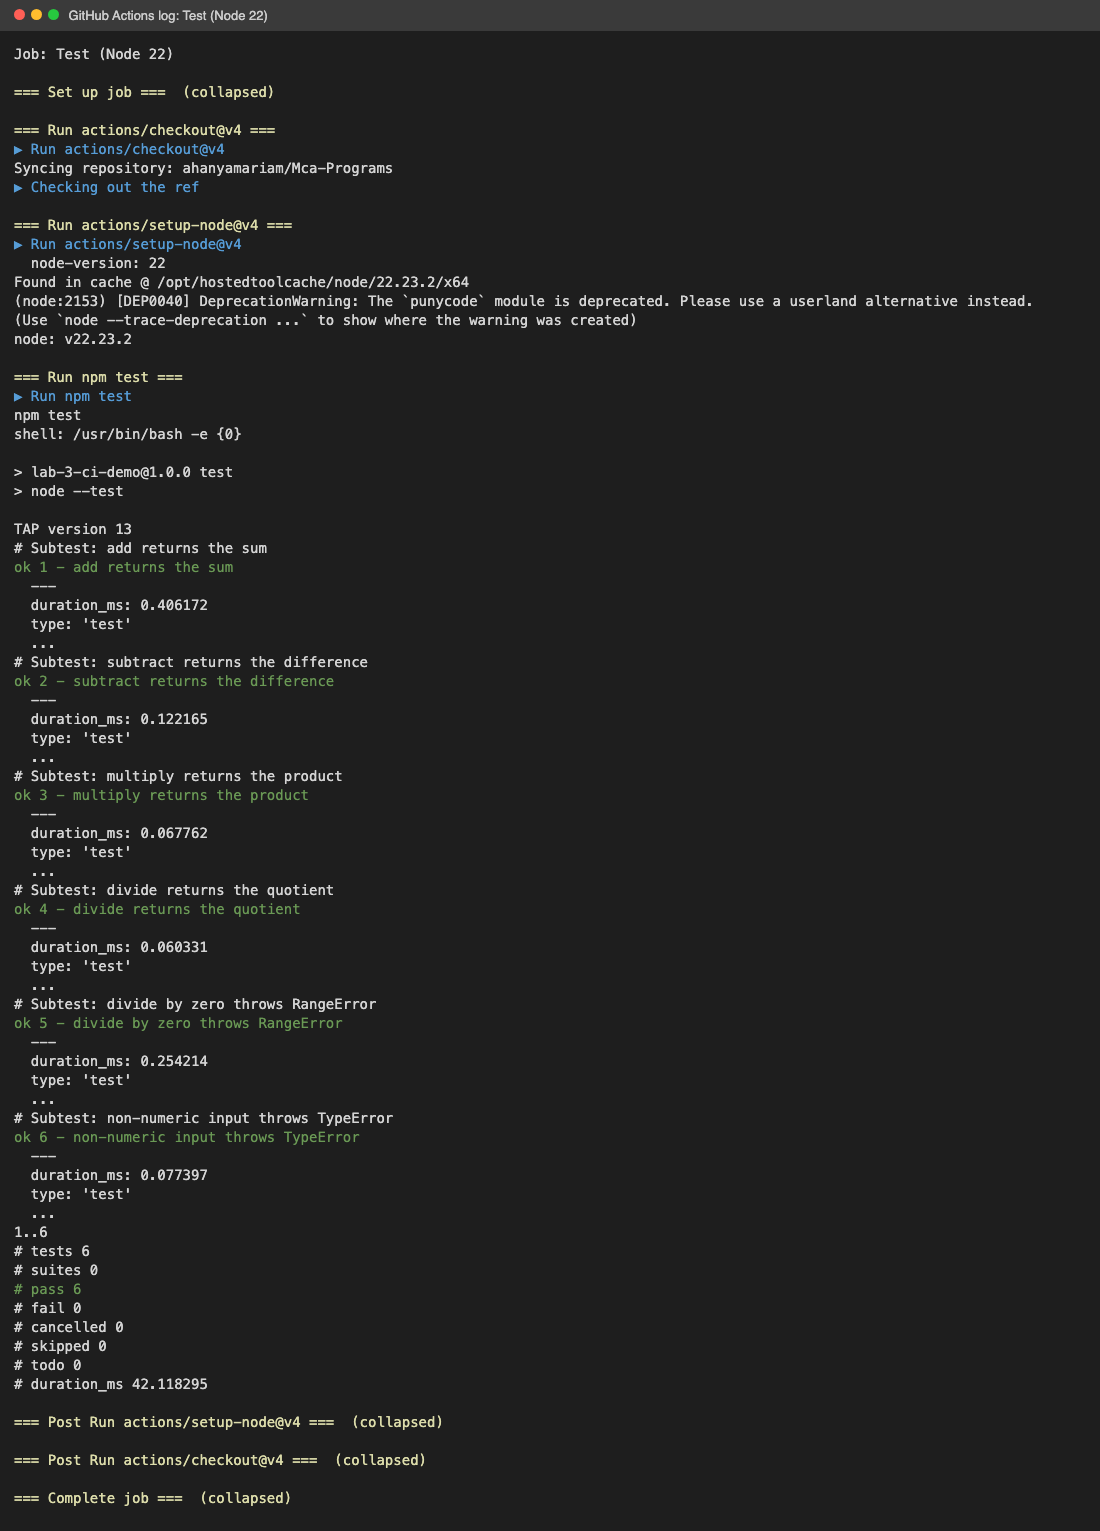 GitHub Actions log: Test (Node 22)
Job: Test (Node 22)
=== Set up job ===  (collapsed)
=== Run actions/checkout@v4 ===
▶ Run actions/checkout@v4
Syncing repository: ahanyamariam/Mca-Programs
▶ Checking out the ref
=== Run actions/setup-node@v4 ===
▶ Run actions/setup-node@v4
  node-version: 22
Found in cache @ /opt/hostedtoolcache/node/22.23.2/x64
(node:2153) [DEP0040] DeprecationWarning: The `punycode` module is deprecated. Please use a userland alternative instead.
(Use `node --trace-deprecation ...` to show where the warning was created)
node: v22.23.2
=== Run npm test ===
▶ Run npm test
npm test
shell: /usr/bin/bash -e {0}
> lab-3-ci-demo@1.0.0 test
> node --test
TAP version 13
# Subtest: add returns the sum
ok 1 - add returns the sum
  ---
  duration_ms: 0.406172
  type: 'test'
  ...
# Subtest: subtract returns the difference
ok 2 - subtract returns the difference
  ---
  duration_ms: 0.122165
  type: 'test'
  ...
# Subtest: multiply returns the product
ok 3 - multiply returns the product
  ---
  duration_ms: 0.067762
  type: 'test'
  ...
# Subtest: divide returns the quotient
ok 4 - divide returns the quotient
  ---
  duration_ms: 0.060331
  type: 'test'
  ...
# Subtest: divide by zero throws RangeError
ok 5 - divide by zero throws RangeError
  ---
  duration_ms: 0.254214
  type: 'test'
  ...
# Subtest: non-numeric input throws TypeError
ok 6 - non-numeric input throws TypeError
  ---
  duration_ms: 0.077397
  type: 'test'
  ...
1..6
# tests 6
# suites 0
# pass 6
# fail 0
# cancelled 0
# skipped 0
# todo 0
# duration_ms 42.118295
=== Post Run actions/setup-node@v4 ===  (collapsed)
=== Post Run actions/checkout@v4 ===  (collapsed)
=== Complete job ===  (collapsed)